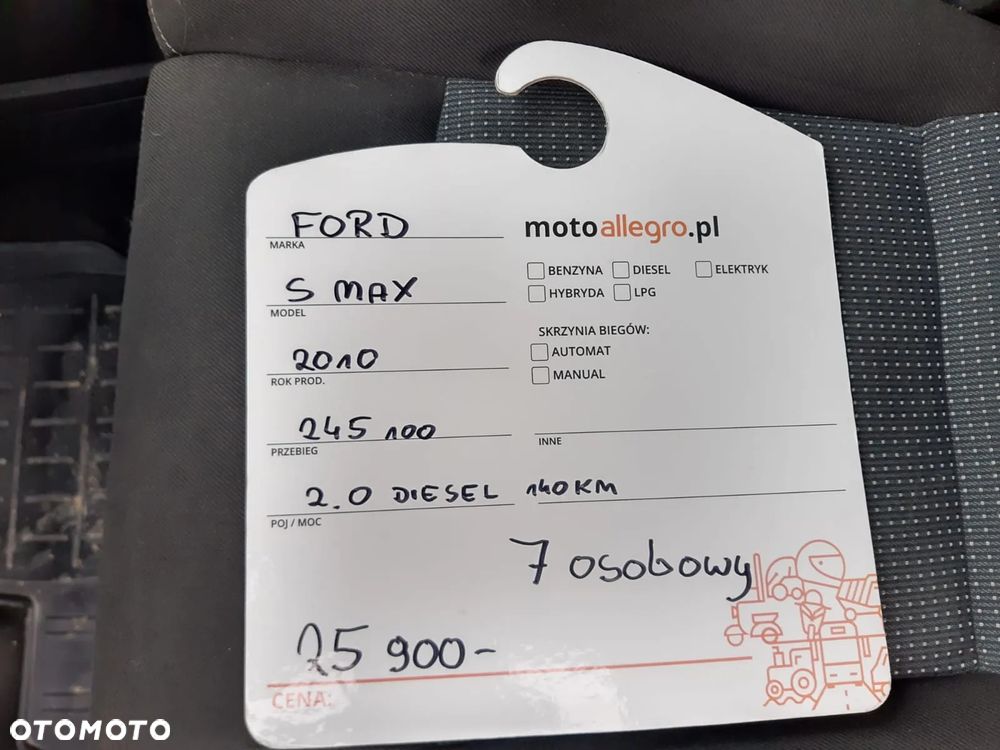 FORD
MARKA
S MAX
MODEL
2010
ROK PROD.
245 100
PRZEBIEG
2.0 DIESEL 140KM
POJ / MOC
motoallegro.pl
BENZYNA DIESEL ELEKTRYK
HYBRYDA LPG
SKRZYNIA BIEGÓW:
AUTOMAT
MANUAL
INNE
7 osobowy
25 900-
CENA:
OTOMOTO